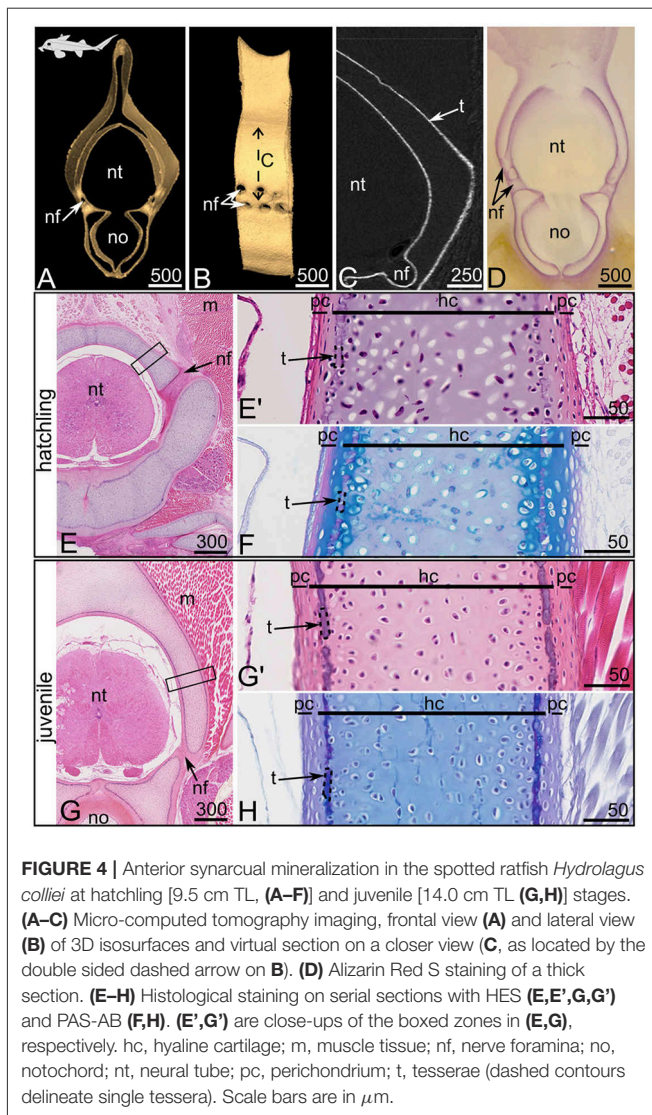 nt
nf
no
A
500
C
nf
B
500
t
nt
nf
C
250
nt
nf
no
D
500
hatchling
m
nf
nt
E
300
pc
hc
pc
t
E'
50
pc
hc
pc
t
F
50
juvenile
m
nt
nf
no
G
300
pc
hc
pc
t
G'
50
pc
hc
pc
t
H
50
FIGURE 4 | Anterior synarcual mineralization in the spotted ratfish Hydrolagus
colliei at hatchling [9.5 cm TL, (A–F)] and juvenile [14.0 cm TL (G,H)] stages.
(A–C) Micro-computed tomography imaging, frontal view (A) and lateral view
(B) of 3D isosurfaces and virtual section on a closer view (C, as located by the
double sided dashed arrow on B). (D) Alizarin Red S staining of a thick
section. (E–H) Histological staining on serial sections with HES (E,E',G,G')
and PAS-AB (F,H). (E',G') are close-ups of the boxed zones in (E,G),
respectively. hc, hyaline cartilage; m, muscle tissue; nf, nerve foramina; no,
notochord; nt, neural tube; pc, perichondrium; t, tesserae (dashed contours
delineate single tessera). Scale bars are in μm.